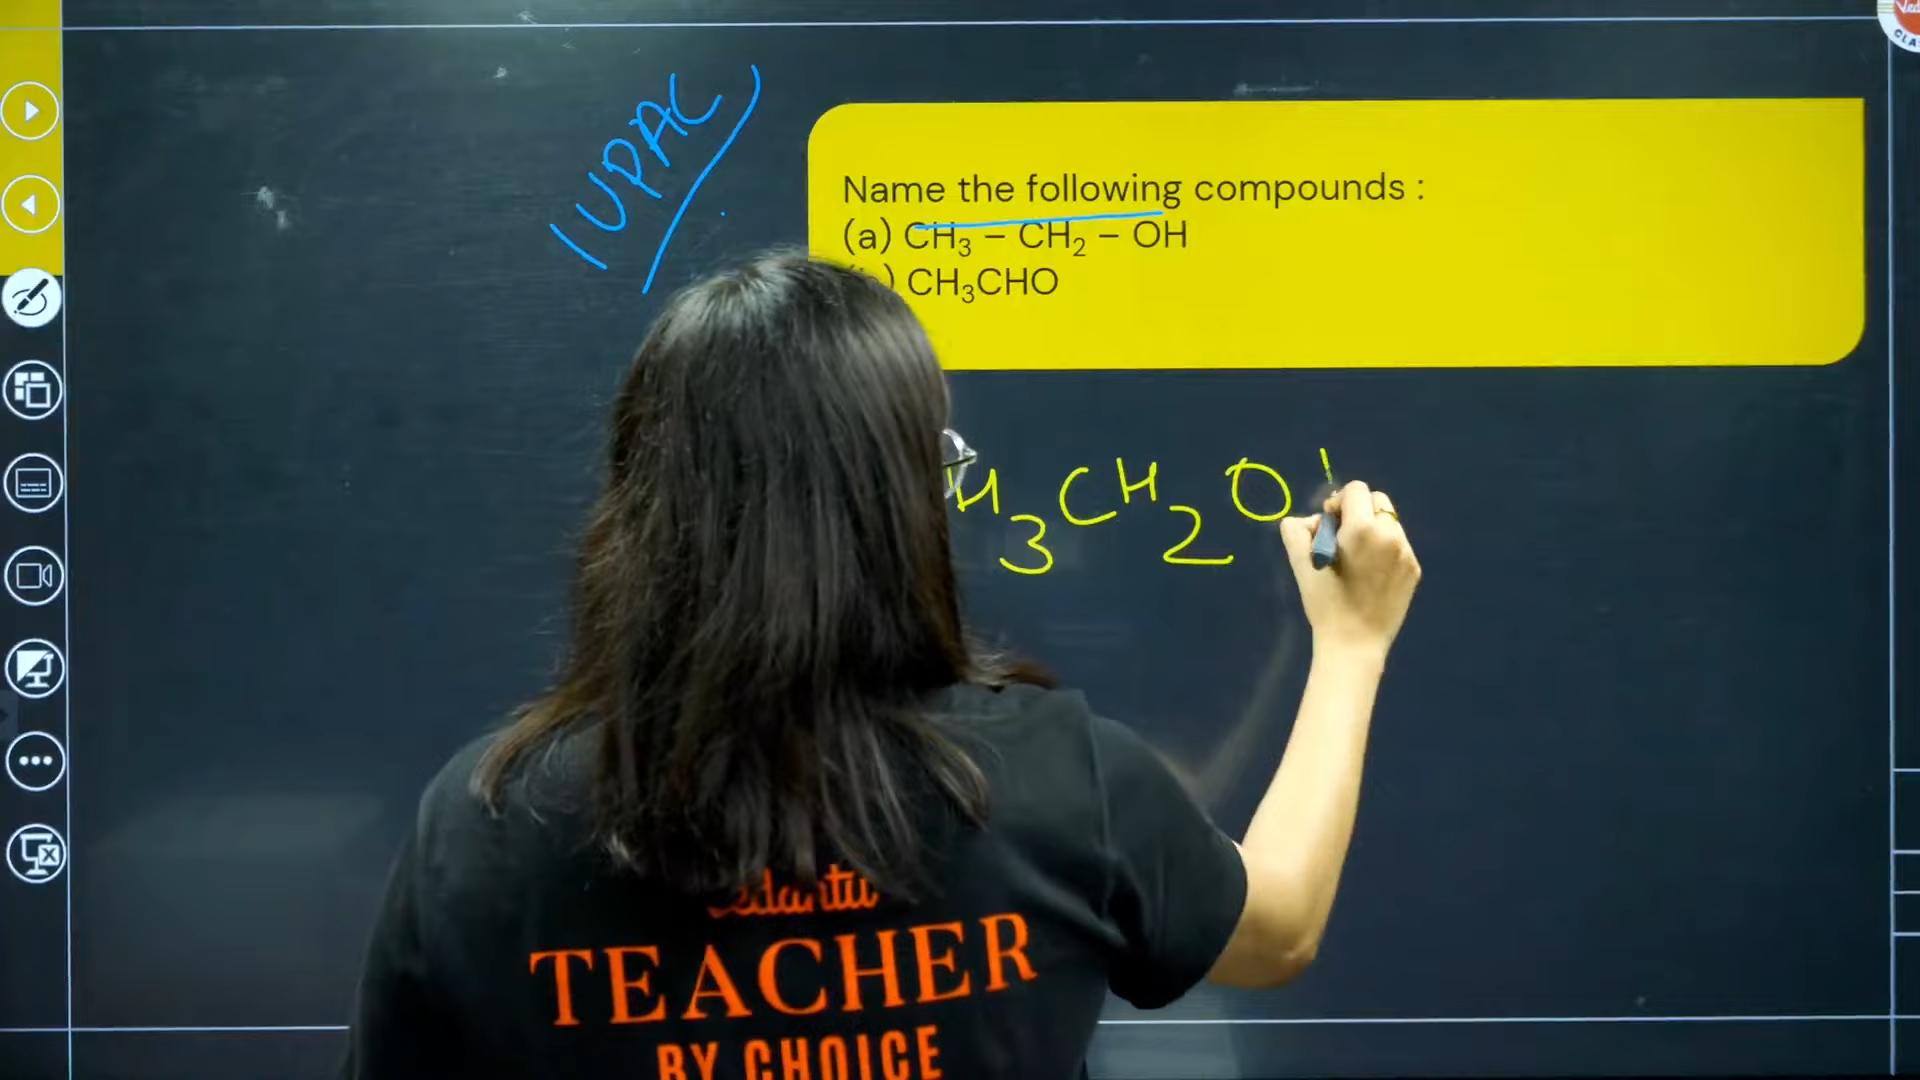 IUPAC
Name the following compounds :
(a) CH₃ – CH₂ – OH
) CH₃CHO
H₃CH₂O
TEACHER
BY CHOICE